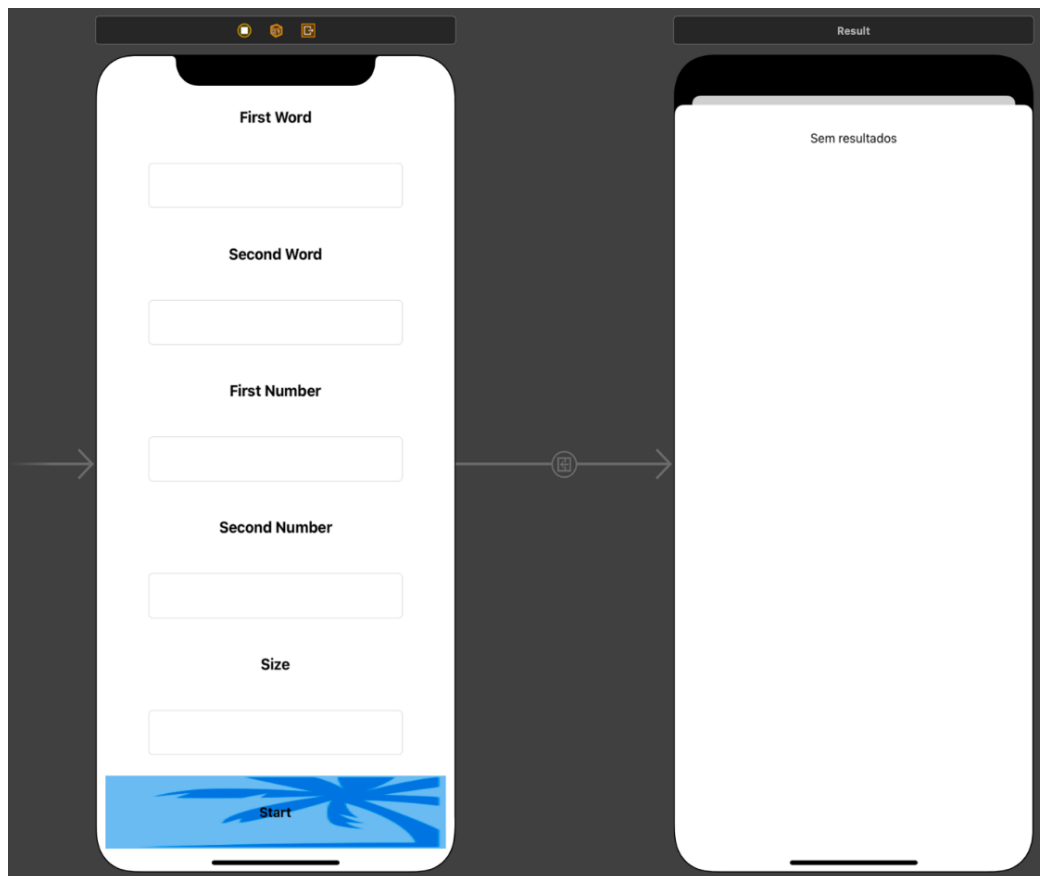 Result
First Word
Sem resultados
Second Word
First Number
Second Number
Size
Start